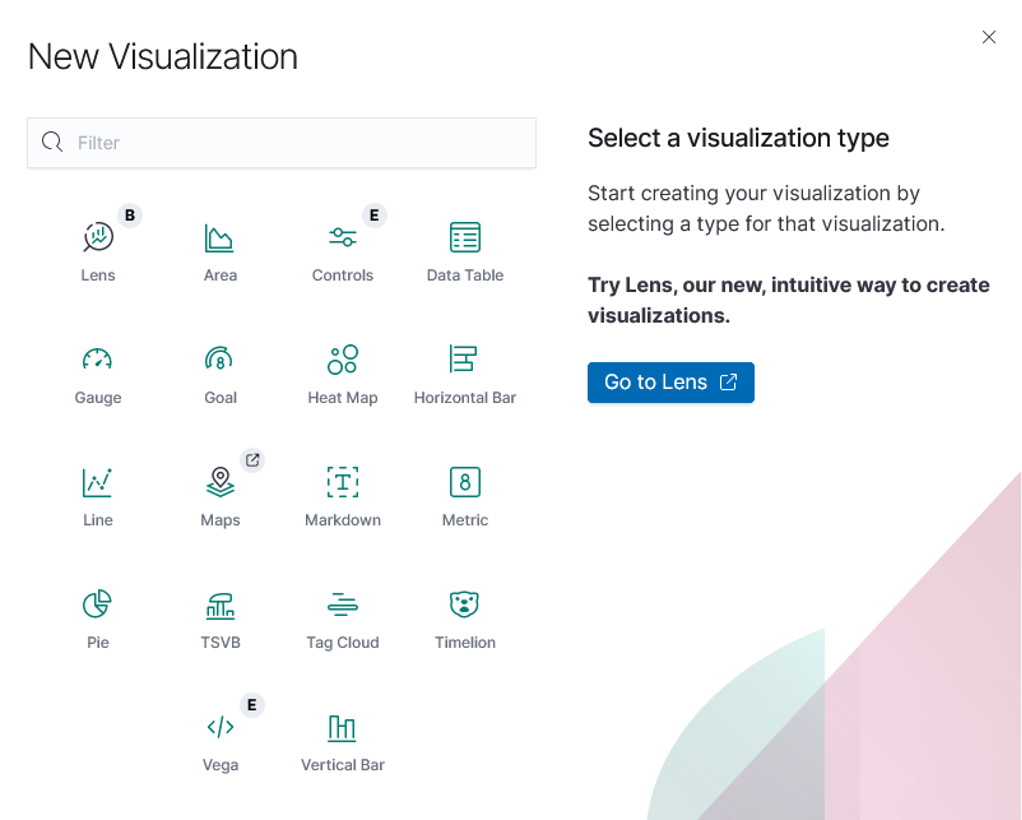 New Visualization
Filter
Select a visualization type
Start creating your visualization by
selecting a type for that visualization.
Try Lens, our new, intuitive way to create
visualizations.
Go to Lens
B
E
Lens Area Controls Data Table
8
Gauge Goal Heat Map Horizontal Bar
T 8
Line Maps Markdown Metric
Pie TSVB Tag Cloud Timelion
E
</>
Vega Vertical Bar